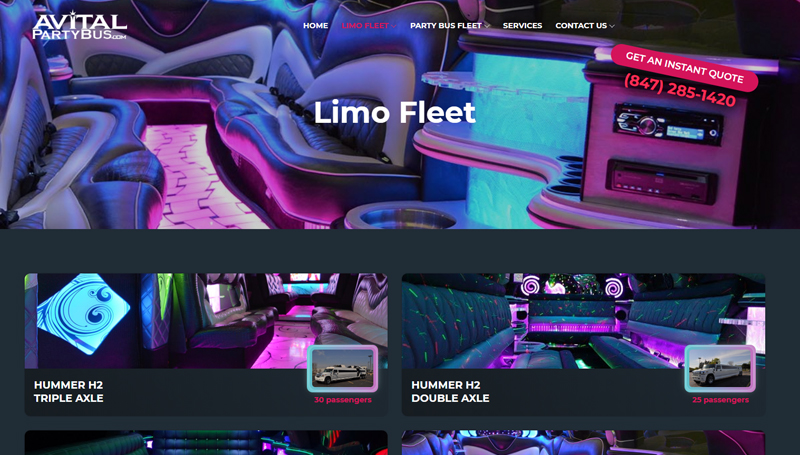 AVITAL
PARTYBUS.COM
HOME LIMO FLEET PARTY BUS FLEET SERVICES CONTACT US
GET AN INSTANT QUOTE
(847) 285-1420
Limo Fleet
HUMMER H2
TRIPLE AXLE
30 passengers
HUMMER H2
DOUBLE AXLE
25 passengers